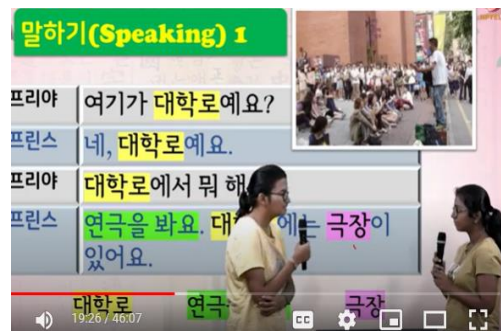 말하기(Speaking) 1
프리야 여기가 대학로예요?
프린스 네, 대학로예요.
프리야 대학로에서 뭐 해
프린스 연극을 봐요. 대 에는 극장이
있어요.
대학로 연극 극장
19:26 / 46:07
CC